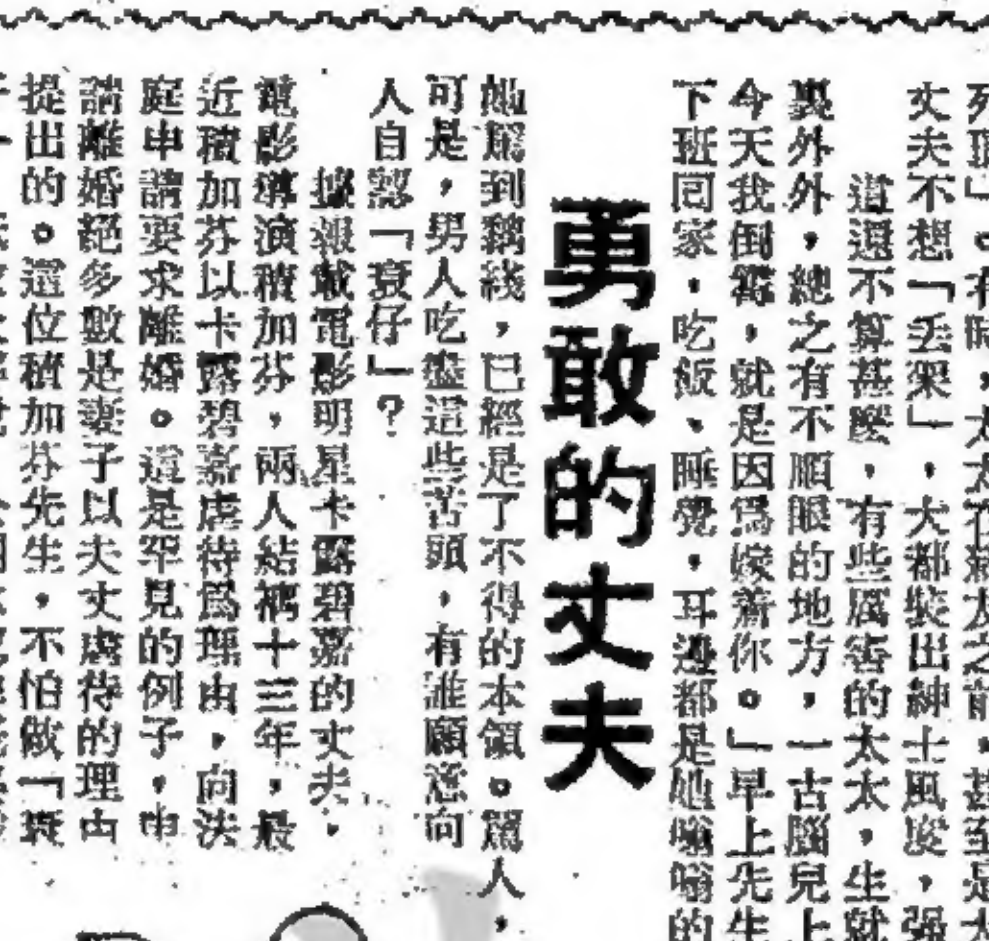 丈夫不想「丟架」，大都裝出紳士風度，强
這還不算甚麼，有些厲害的太太，生就
裏外外，總之有不順眼的地方，一古腦兒上
今天我倒霉，就是因爲嫁着你。」早上先生
下班囘家，吃飯、睡覺，耳邊都是她嗡嗡的
勇敢的丈夫
她駡到鷄綫，已經是了不得的本領。駡人，
可是，男人吃盡這些苦頭，有誰願意向
人自認「衰仔」？
據報載電影明星卡露碧嘉的丈夫，
電影導演積加芬，兩人結褵十三年，最
近積加芬以卡露碧嘉虐待爲理由，向法
庭申請要求離婚。這是罕見的例子，申
請離婚絕多數是妻子以夫丈虐待的理由
提出的。這位積加芬先生，不怕做「衰